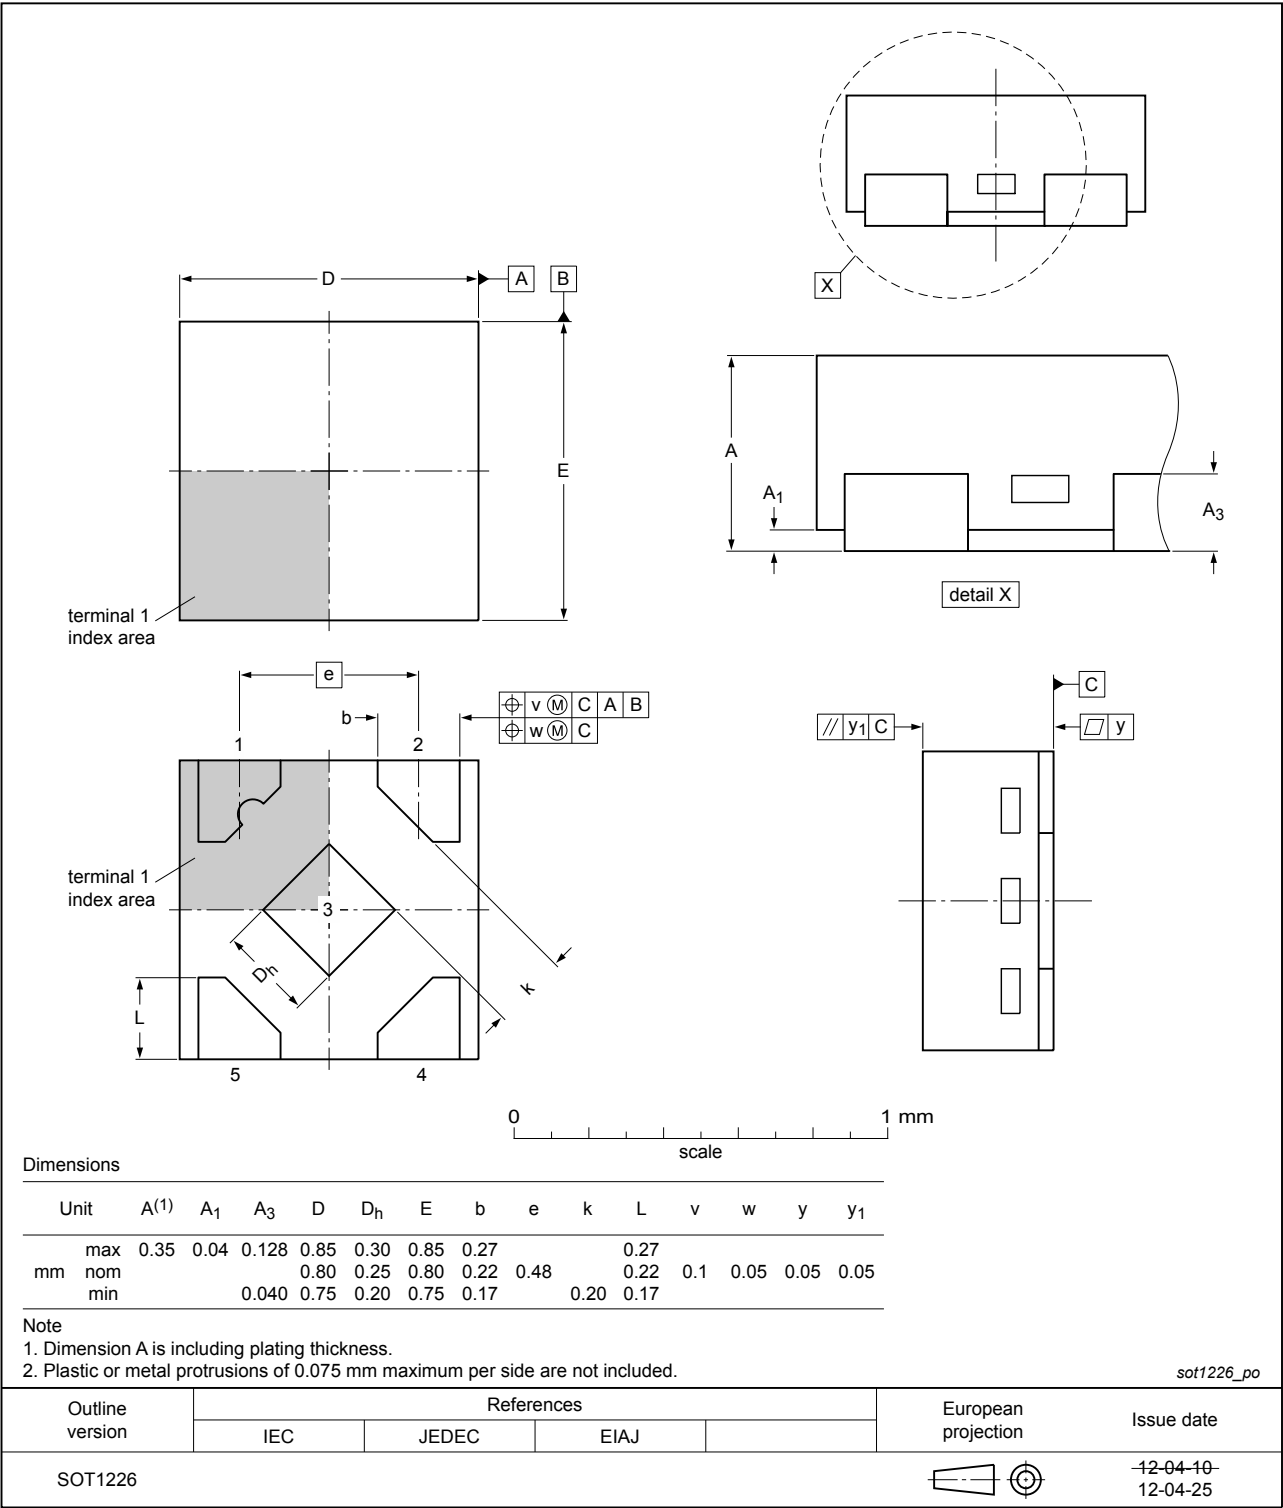 X
D
A
B
E
terminal 1
index area
A
A1
A3
detail X
e
b
v Ⓜ C A B
w Ⓜ C
1
2
terminal 1
index area
3
Dh
k
L
5
4
C
// y1 C
y
0
1 mm
scale
Dimensions
Unit A(1) A1 A3 D Dh E b e k L v w y y1
max 0.35 0.04 0.128 0.85 0.30 0.85 0.27 0.27
mm nom 0.80 0.25 0.80 0.22 0.48 0.22 0.1 0.05 0.05 0.05
min 0.040 0.75 0.20 0.75 0.17 0.20 0.17
Note
1. Dimension A is including plating thickness.
2. Plastic or metal protrusions of 0.075 mm maximum per side are not included.
sot1226_po
Outline
version
References
IEC JEDEC EIAJ
European
projection
Issue date
SOT1226
12-04-10
12-04-25